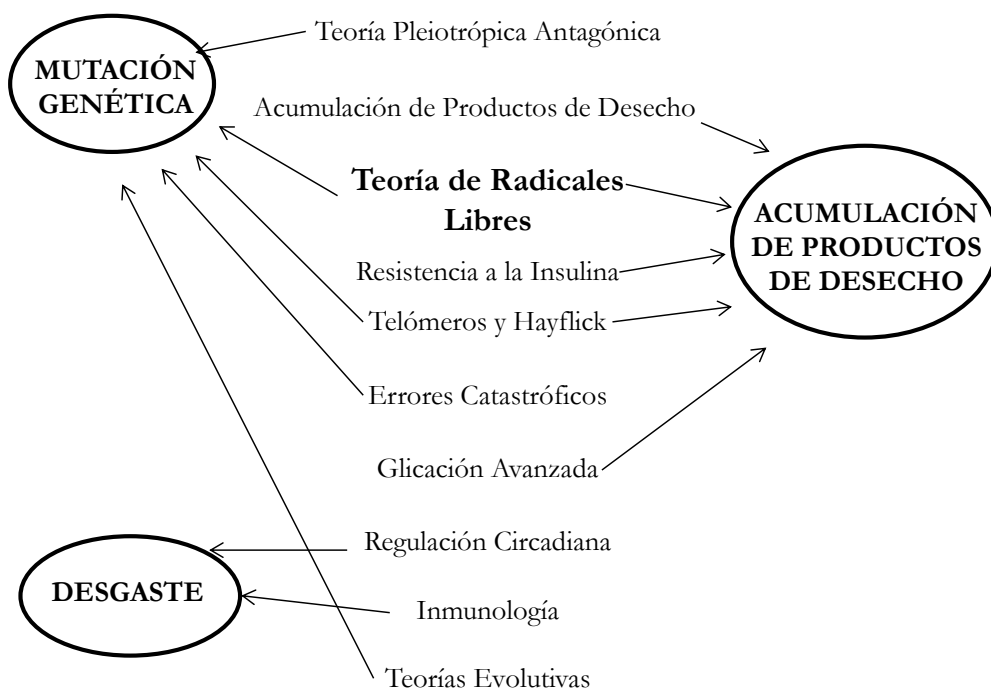 Teoría Pleiotrópica Antagónica
MUTACIÓN
GENÉTICA
Acumulación de Productos de Desecho
Teoría de Radicales
Libres
ACUMULACIÓN
DE PRODUCTOS
DE DESECHO
Resistencia a la Insulina
Telómeros y Hayflick
Errores Catastróficos
Glicación Avanzada
Regulación Circadiana
DESGASTE
Inmunología
Teorías Evolutivas